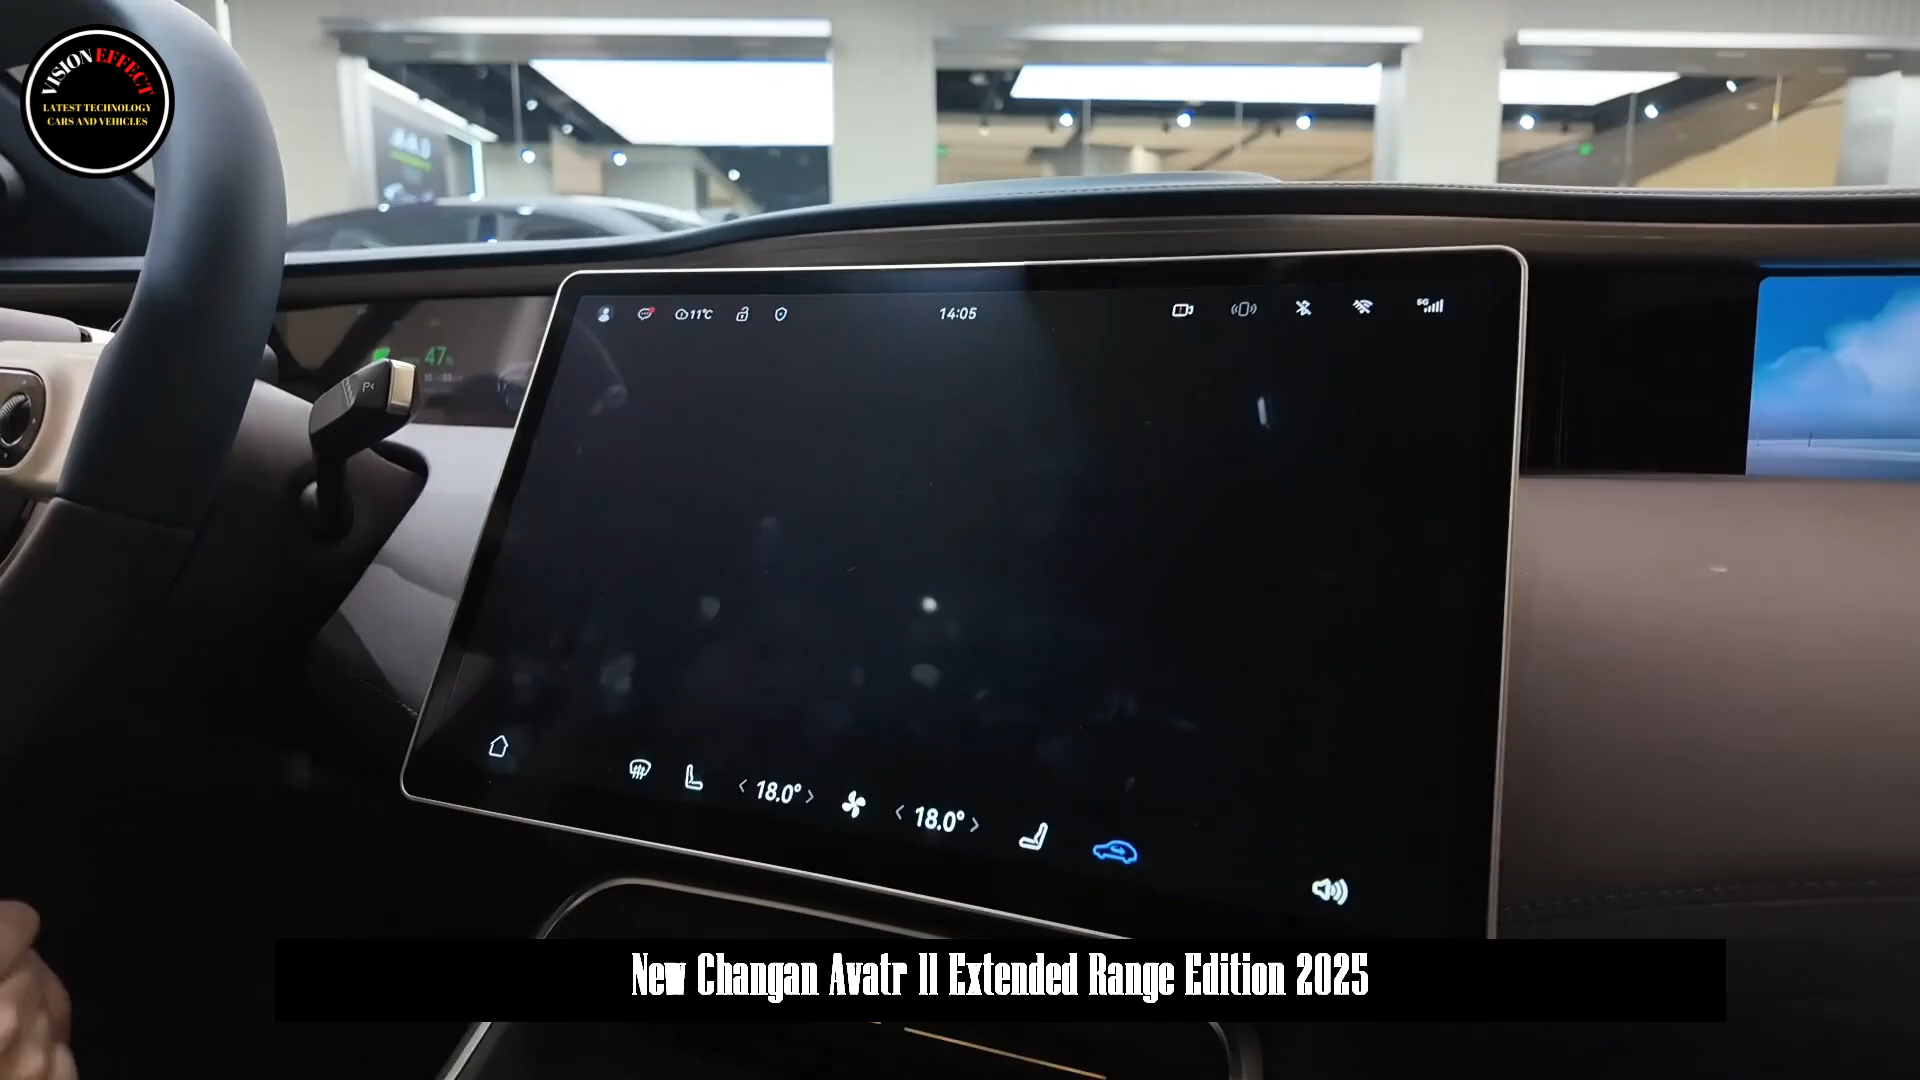 VISION EFFECT
LATEST TECHNOLOGY
CARS AND VEHICLES
11℃
14:05
5G
47%
P<
< 18.0° >
< 18.0° >
New Changan Avatr 11 Extended Range Edition 2025